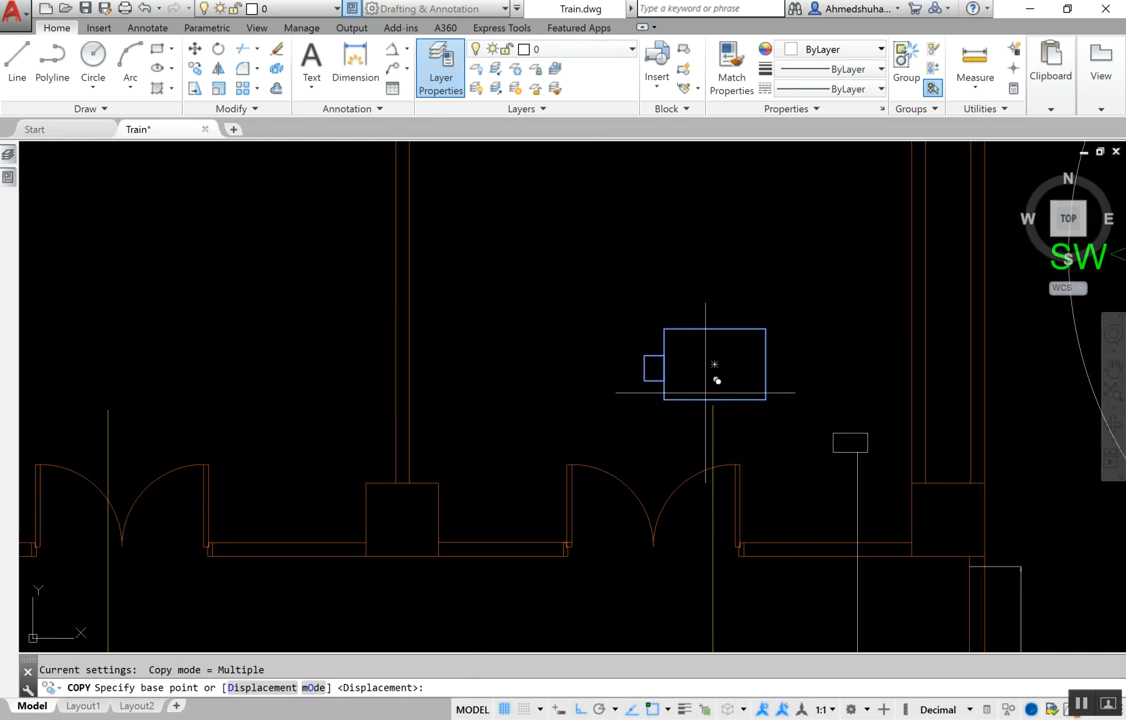 0
Drafting & Annotation
Train.dwg
Type a keyword or phrase
Ahmedshuha...
Home
Insert
Annotate
Parametric
View
Manage
Output
Add-ins
A360
Express Tools
Featured Apps
Line
Polyline
Circle
Arc
Text
Dimension
Layer
Properties
0
Insert
Match
Properties
ByLayer
ByLayer
ByLayer
Group
Measure
Clipboard
View
Draw
Modify
Annotation
Layers
Block
Properties
Groups
Utilities
Start
Train*
N
W
TOP
E
S
SW
WCS
Y
X
Current settings:  Copy mode = Multiple
COPY Specify base point or [Displacement mOde] <Displacement>:
Model
Layout1
Layout2
MODEL
1:1
Decimal